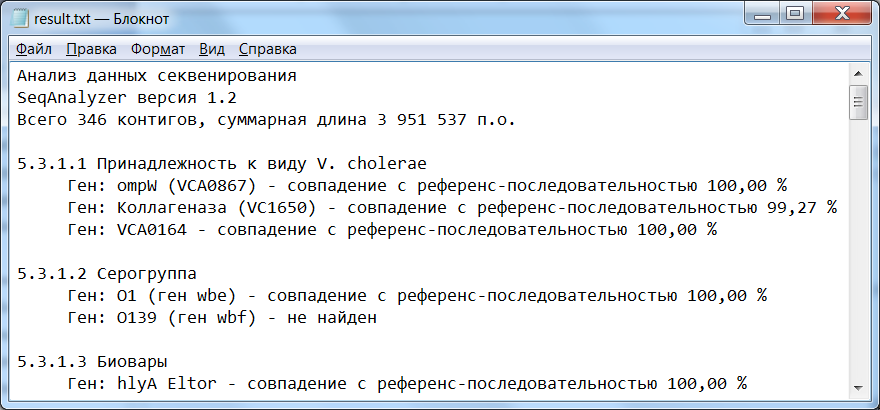 result.txt — Блокнот
Файл Правка Формат Вид Справка
Анализ данных секвенирования
SeqAnalyzer версия 1.2
Всего 346 контигов, суммарная длина 3 951 537 п.о.
5.3.1.1 Принадлежность к виду V. cholerae
Ген: ompW (VCA0867) - совпадение с референс-последовательностью 100,00 %
Ген: Коллагеназа (VC1650) - совпадение с референс-последовательностью 99,27 %
Ген: VCA0164 - совпадение с референс-последовательностью 100,00 %
5.3.1.2 Серогруппа
Ген: O1 (ген wbe) - совпадение с референс-последовательностью 100,00 %
Ген: O139 (ген wbf) - не найден
5.3.1.3 Биовары
Ген: hlyA Eltor - совпадение с референс-последовательностью 100,00 %